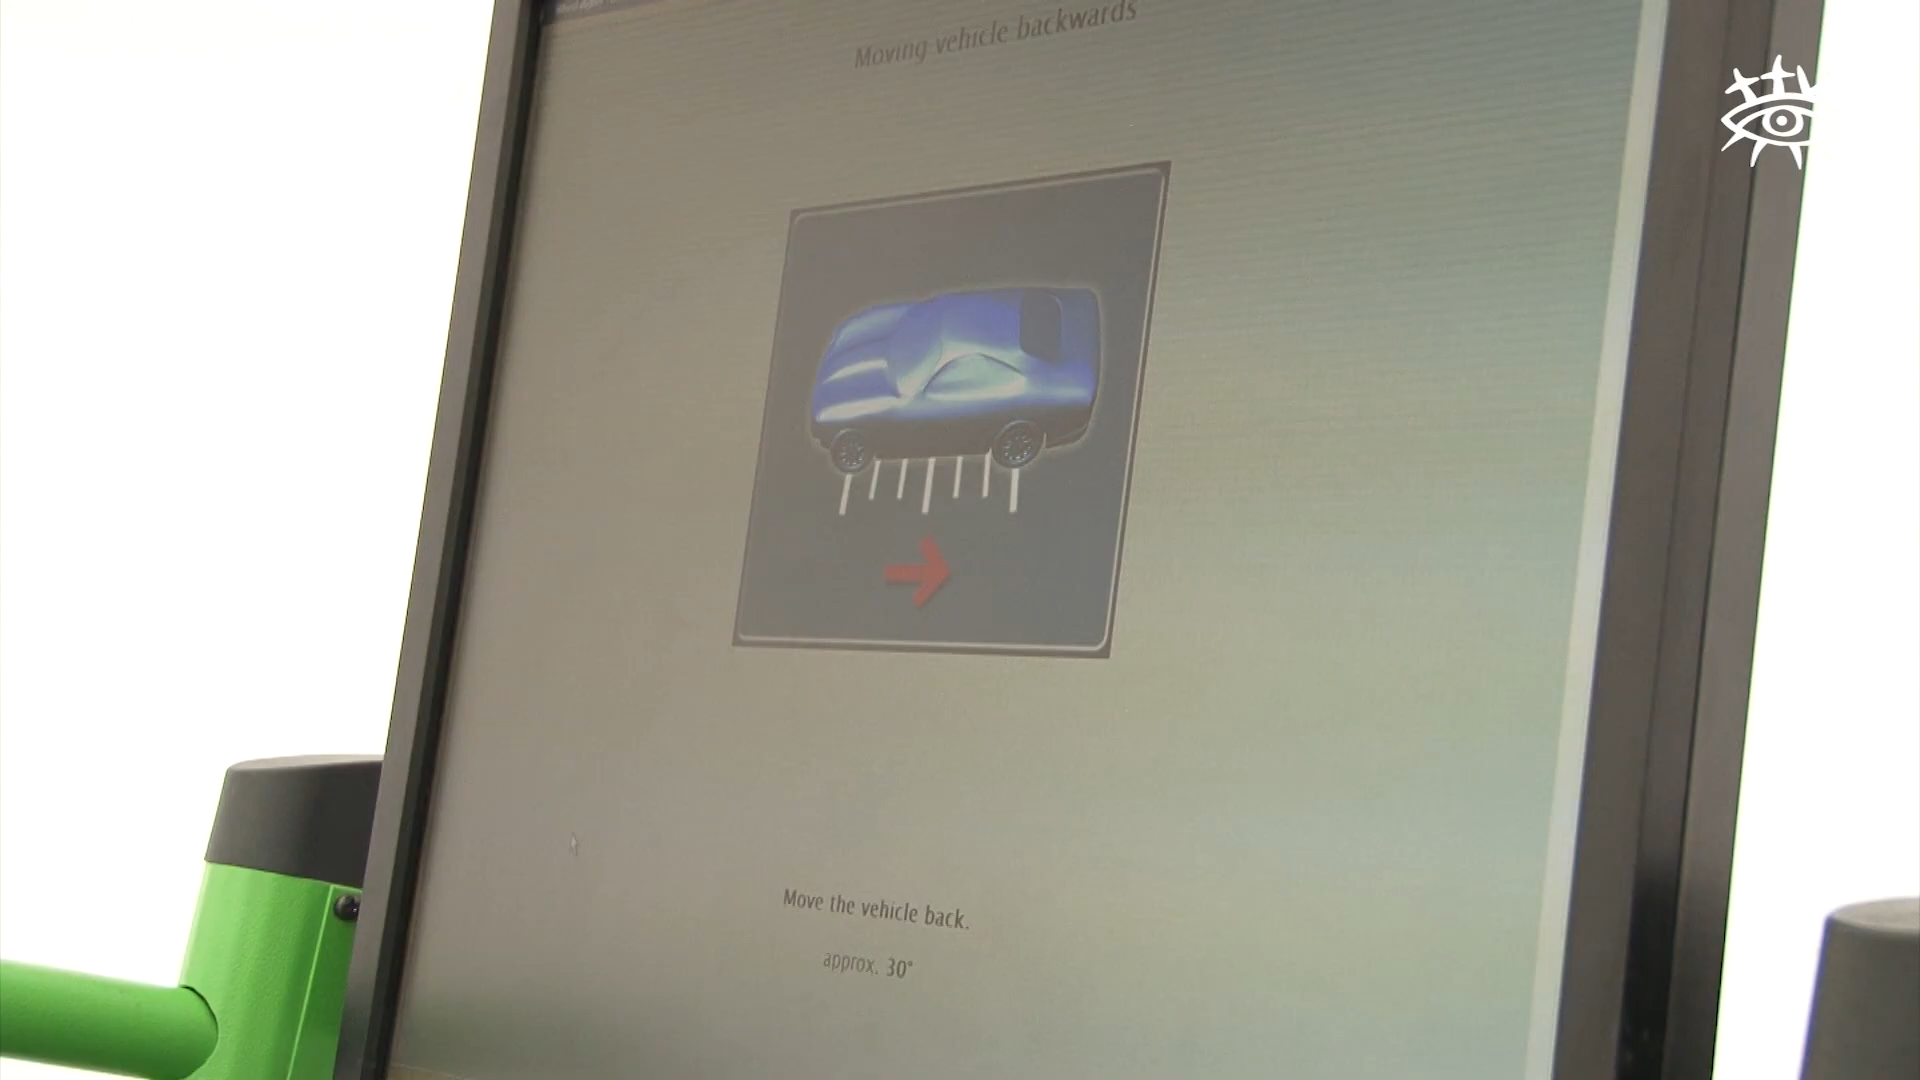 Moving vehicle backwards
Move the vehicle back.
approx. 30°